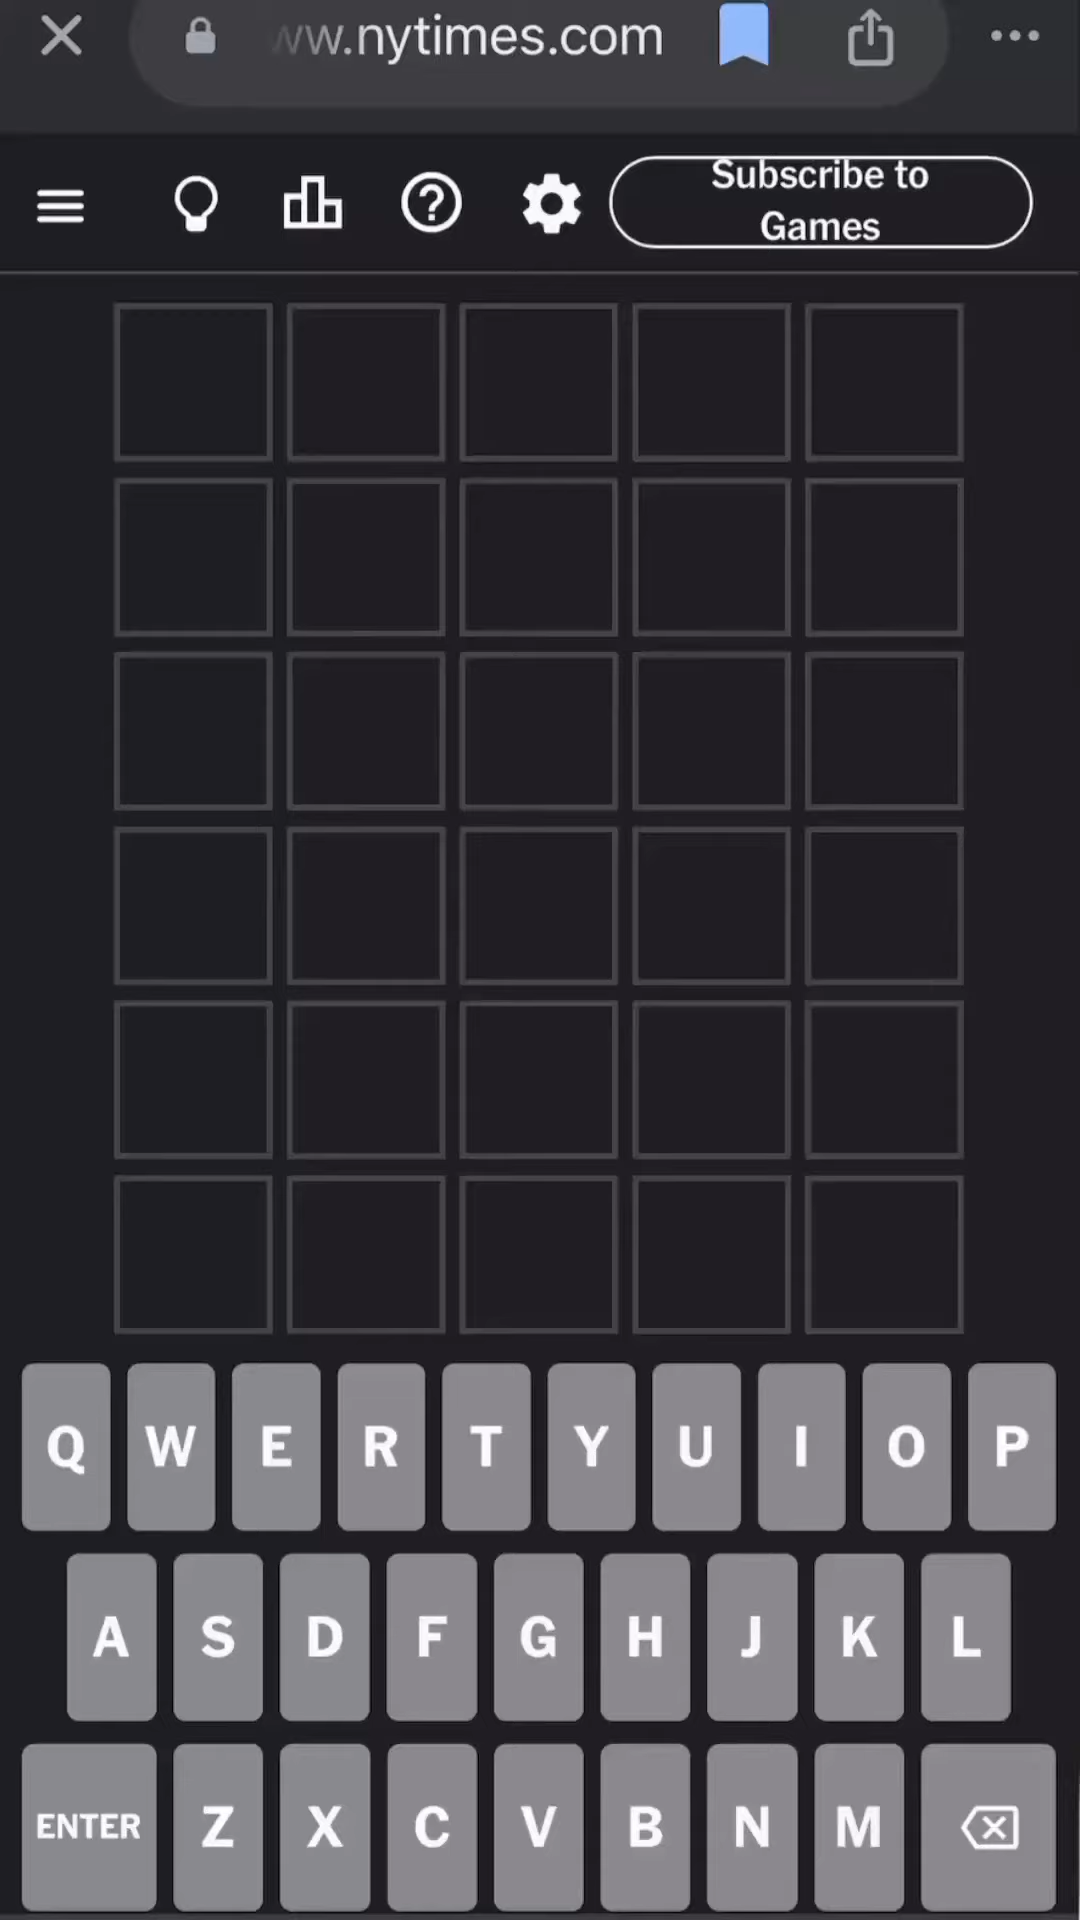 ww.nytimes.com
Subscribe to
Games
Q W E R T Y U I O P
A S D F G H J K L
ENTER Z X C V B N M